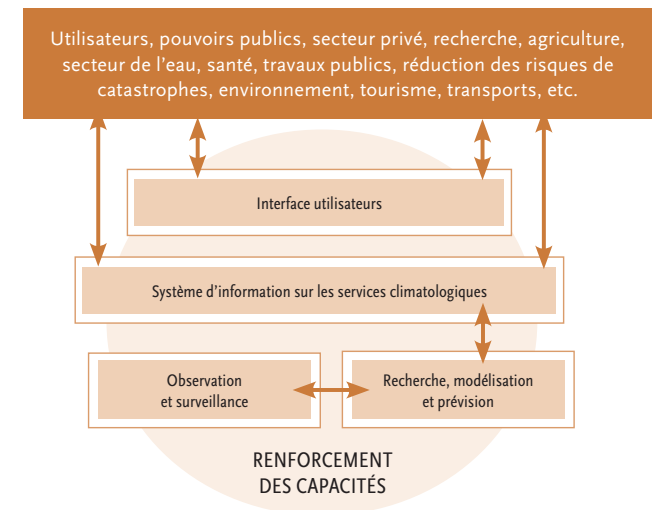 Utilisateurs, pouvoirs publics, secteur privé, recherche, agriculture,
secteur de l’eau, santé, travaux publics, réduction des risques de
catastrophes, environnement, tourisme, transports, etc.
Interface utilisateurs
Système d’information sur les services climatologiques
Observation
et surveillance
Recherche, modélisation
et prévision
RENFORCEMENT
DES CAPACITÉS